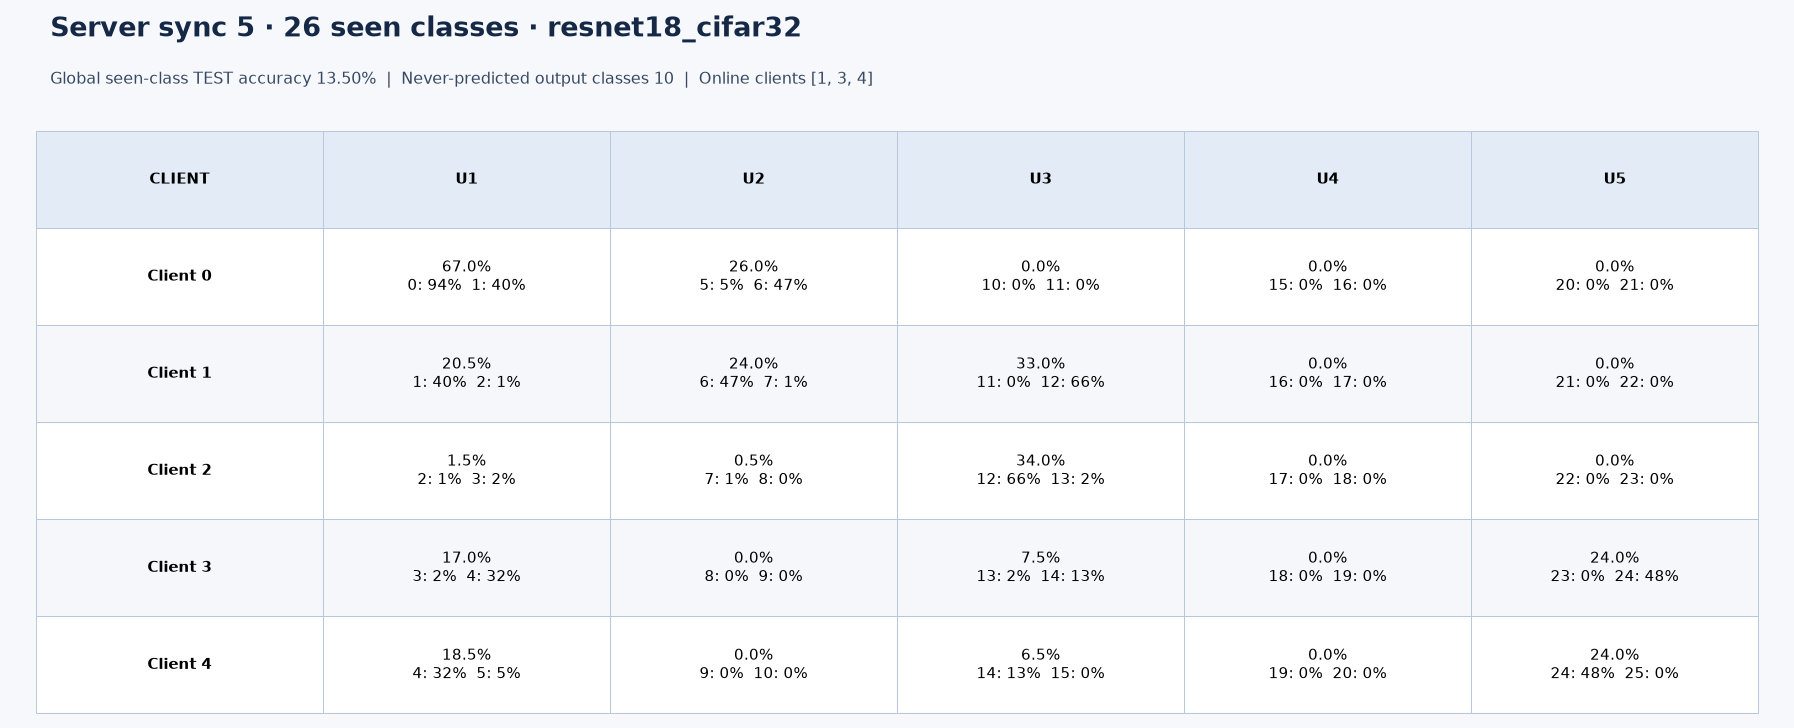 Server sync 5 · 26 seen classes · resnet18_cifar32
Global seen-class TEST accuracy 13.50% | Never-predicted output classes 10 | Online clients [1, 3, 4]
CLIENT U1 U2 U3 U4 U5
Client 0
67.0% 26.0% 0.0% 0.0% 0.0%
0: 94% 1: 40% 5: 5% 6: 47% 10: 0% 11: 0% 15: 0% 16: 0% 20: 0% 21: 0%
Client 1
20.5% 24.0% 33.0% 0.0% 0.0%
1: 40% 2: 1% 6: 47% 7: 1% 11: 0% 12: 66% 16: 0% 17: 0% 21: 0% 22: 0%
Client 2
1.5% 0.5% 34.0% 0.0% 0.0%
2: 1% 3: 2% 7: 1% 8: 0% 12: 66% 13: 2% 17: 0% 18: 0% 22: 0% 23: 0%
Client 3
17.0% 0.0% 7.5% 0.0% 24.0%
3: 2% 4: 32% 8: 0% 9: 0% 13: 2% 14: 13% 18: 0% 19: 0% 23: 0% 24: 48%
Client 4
18.5% 0.0% 6.5% 0.0% 24.0%
4: 32% 5: 5% 9: 0% 10: 0% 14: 13% 15: 0% 19: 0% 20: 0% 24: 48% 25: 0%